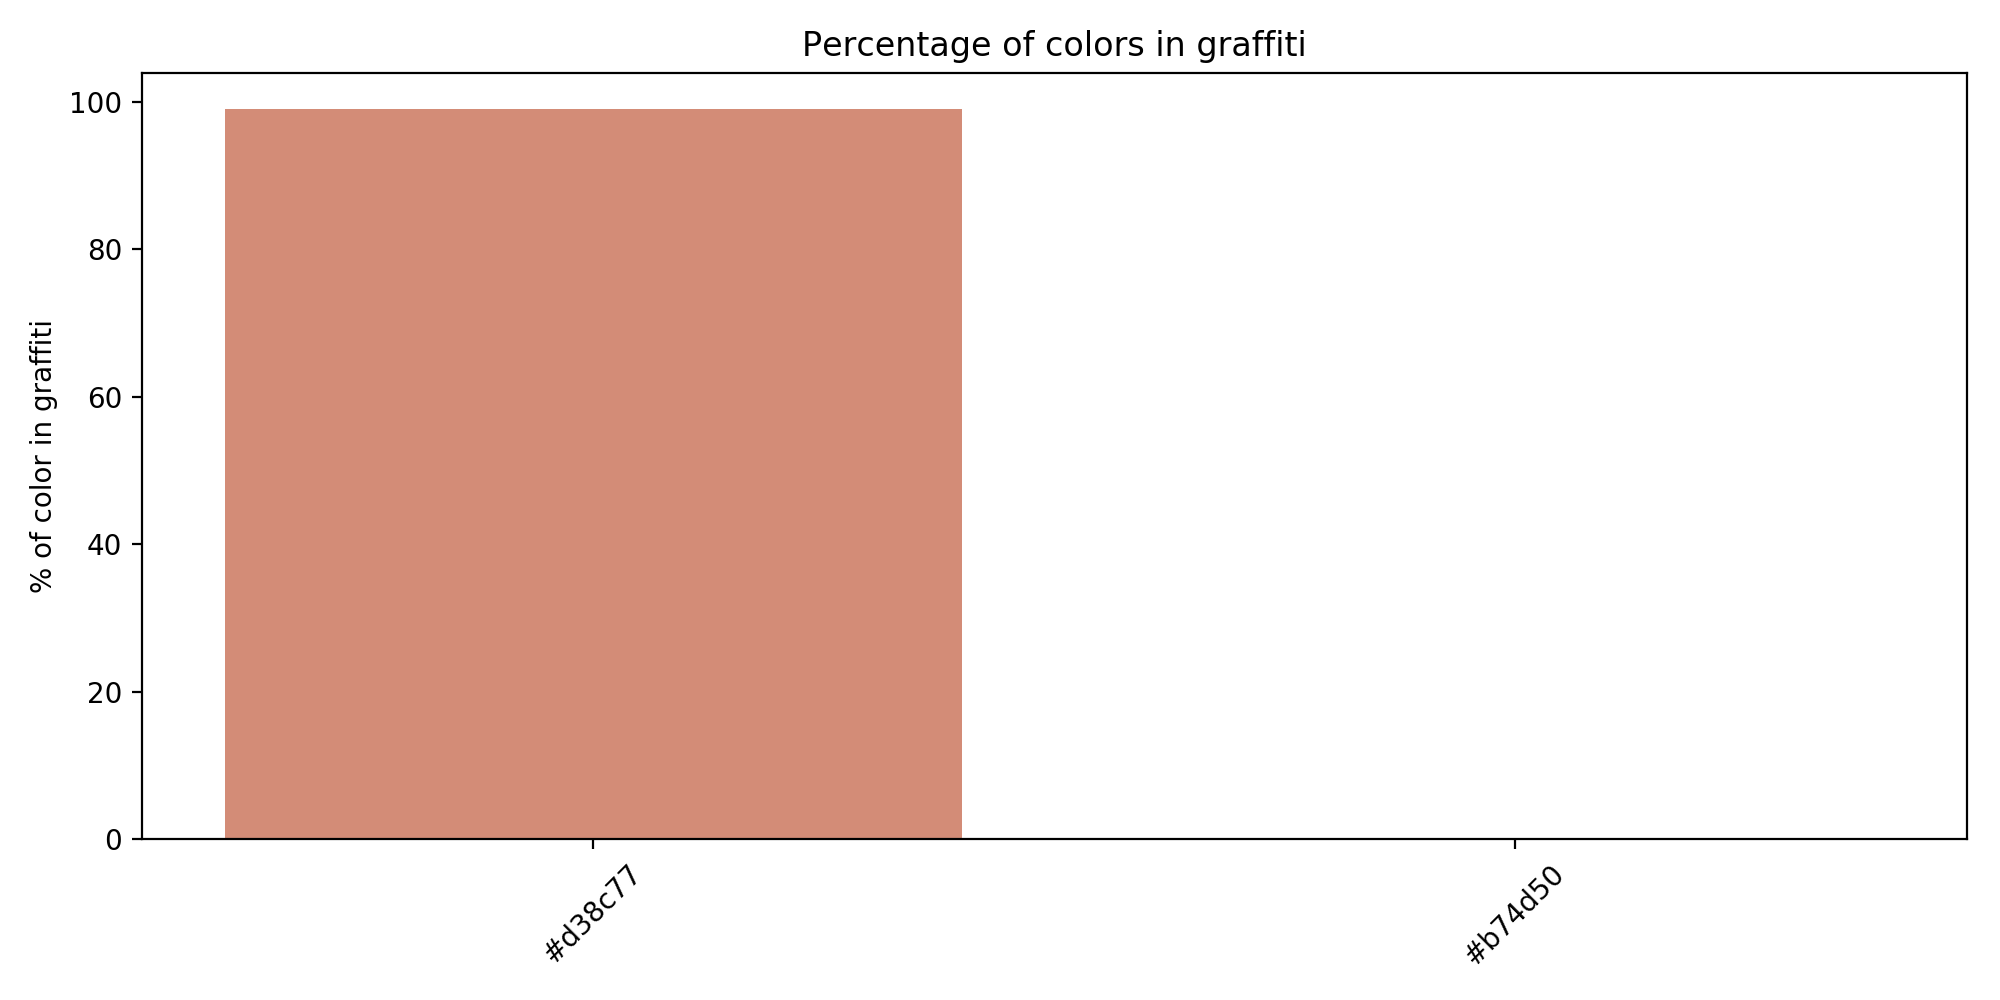 Percentage of colors in graffiti
% of color in graffiti
100
80
60
40
20
0
#d38c77
#b74d50